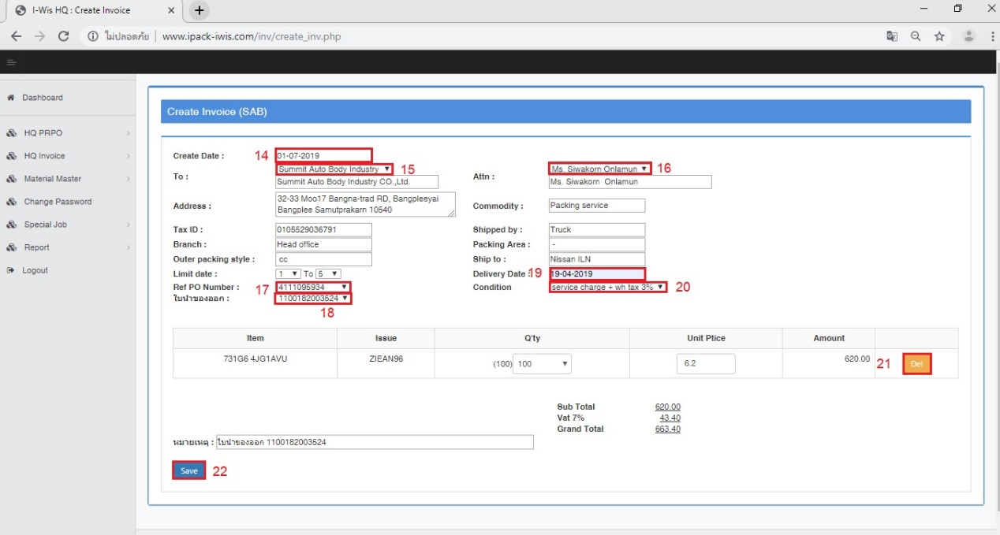 I-Wis HQ : Create Invoice
ไม่ปลอดภัย | www.ipack-iwis.com/inv/create_inv.php
Dashboard
HQ PRPO
HQ Invoice
Material Master
Change Password
Special Job
Report
Logout
Create Invoice (SAB)
Create Date : 14 01-07-2019
Summit Auto Body Industry 15 Ms. Siwakorn Onlamun 16
To : Summit Auto Body Industry CO.,Ltd. Attn : Ms. Siwakorn Onlamun
Address : 32-33 Moo17 Bangna-trad RD, Bangpleeyai
Bangplee Samutprakarn 10540
Commodity : Packing service
Tax ID : 0105529036791 Shipped by : Truck
Branch : Head office Packing Area : -
Outer packing style : cc Ship to : Nissan ILN
Limit date : 1 To 5 Delivery Date : 19 19-04-2019
Ref PO Number : 17 4111095934 Condition service charge + wh tax 3% 20
ใบนำของออก : 1100182003524
18
Item Issue Q'ty Unit Ptice Amount
731G6 4JG1AVU ZIEAN96 (100) 100 6.2 620.00 21 Del
Sub Total 620.00
Vat 7% 43.40
Grand Total 663.40
หมายเหตุ : ใบนำของออก 1100182003524
Save 22